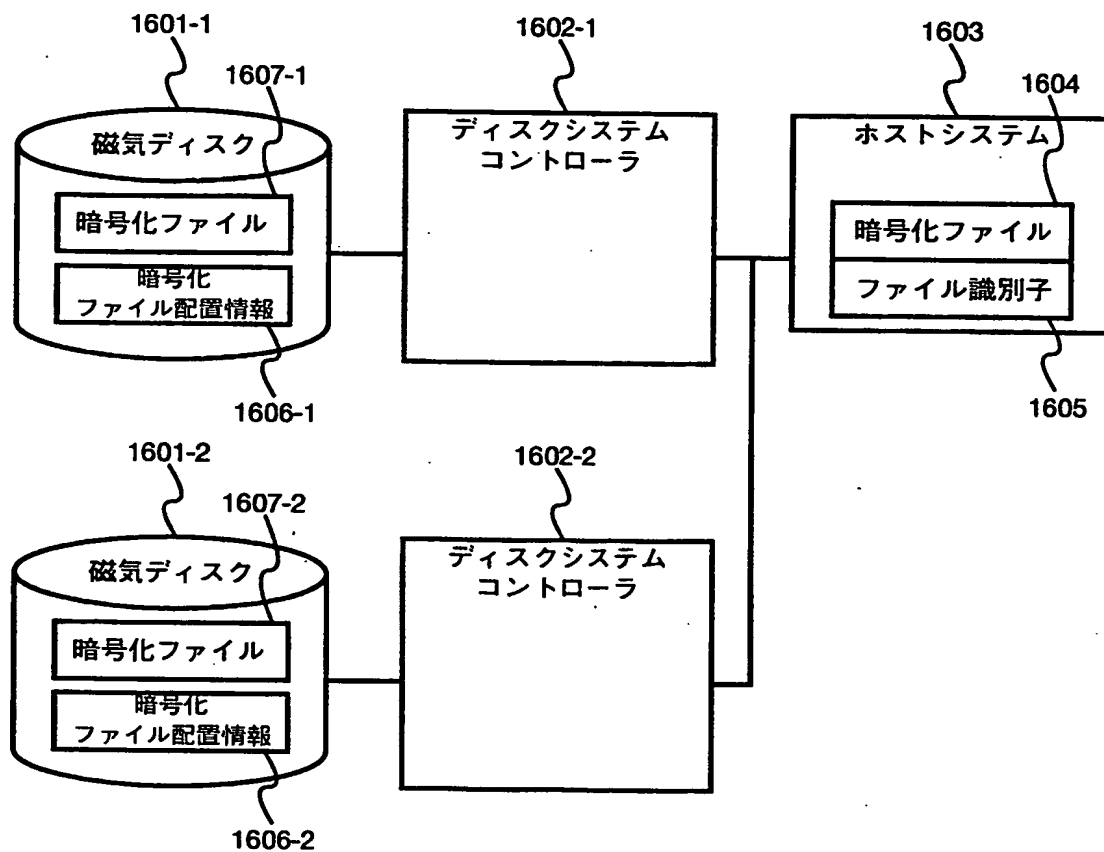 1601-1
1607-1
磁気ディスク
暗号化ファイル
暗号化
ファイル配置情報
1606-1
1602-1
ディスクシステム
コントローラ
1603
1604
ホストシステム
暗号化ファイル
ファイル識別子
1605
1601-2
1607-2
磁気ディスク
暗号化ファイル
暗号化
ファイル配置情報
1606-2
1602-2
ディスクシステム
コントローラ